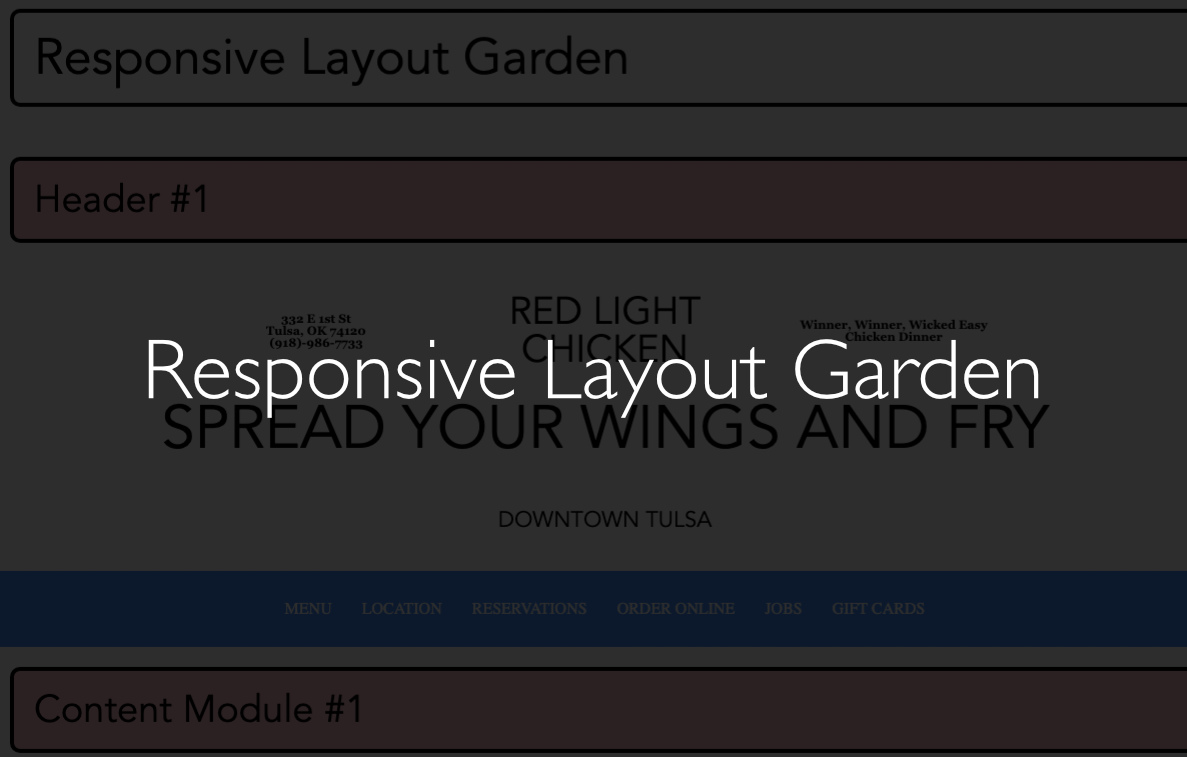 Responsive Layout Garden
Header #1
332 E 1st St
Tulsa, OK 74120
(918)-986-7733
RED LIGHT
CHICKEN
Winner, Winner, Wicked Easy
Chicken Dinner
Responsive Layout Garden
SPREAD YOUR WINGS AND FRY
DOWNTOWN TULSA
MENU LOCATION RESERVATIONS ORDER ONLINE JOBS GIFT CARDS
Content Module #1